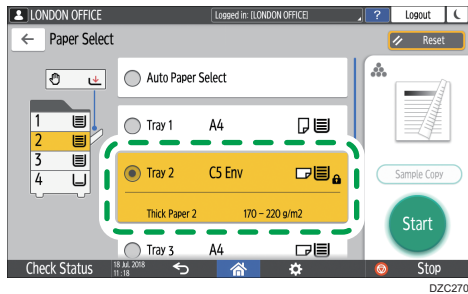 LONDON OFFICE
Logged in: [LONDON OFFICE]
?
Logout
Paper Select
Reset
Auto Paper Select
1
2
3
4
Tray 1 A4
Tray 2 C5 Env
Thick Paper 2 170 – 220 g/m2
Tray 3 A4
Sample Copy
Start
Check Status
18 Jul. 2018
11:18
Stop
DZC270